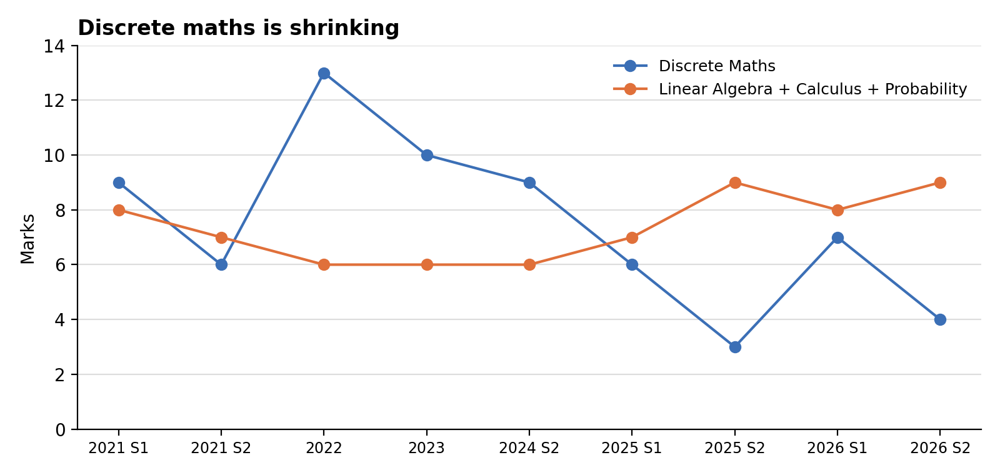 Discrete maths is shrinking
Discrete Maths
Linear Algebra + Calculus + Probability
Marks
14
12
10
8
6
4
2
0
2021 S1 2021 S2 2022 2023 2024 S2 2025 S1 2025 S2 2026 S1 2026 S2